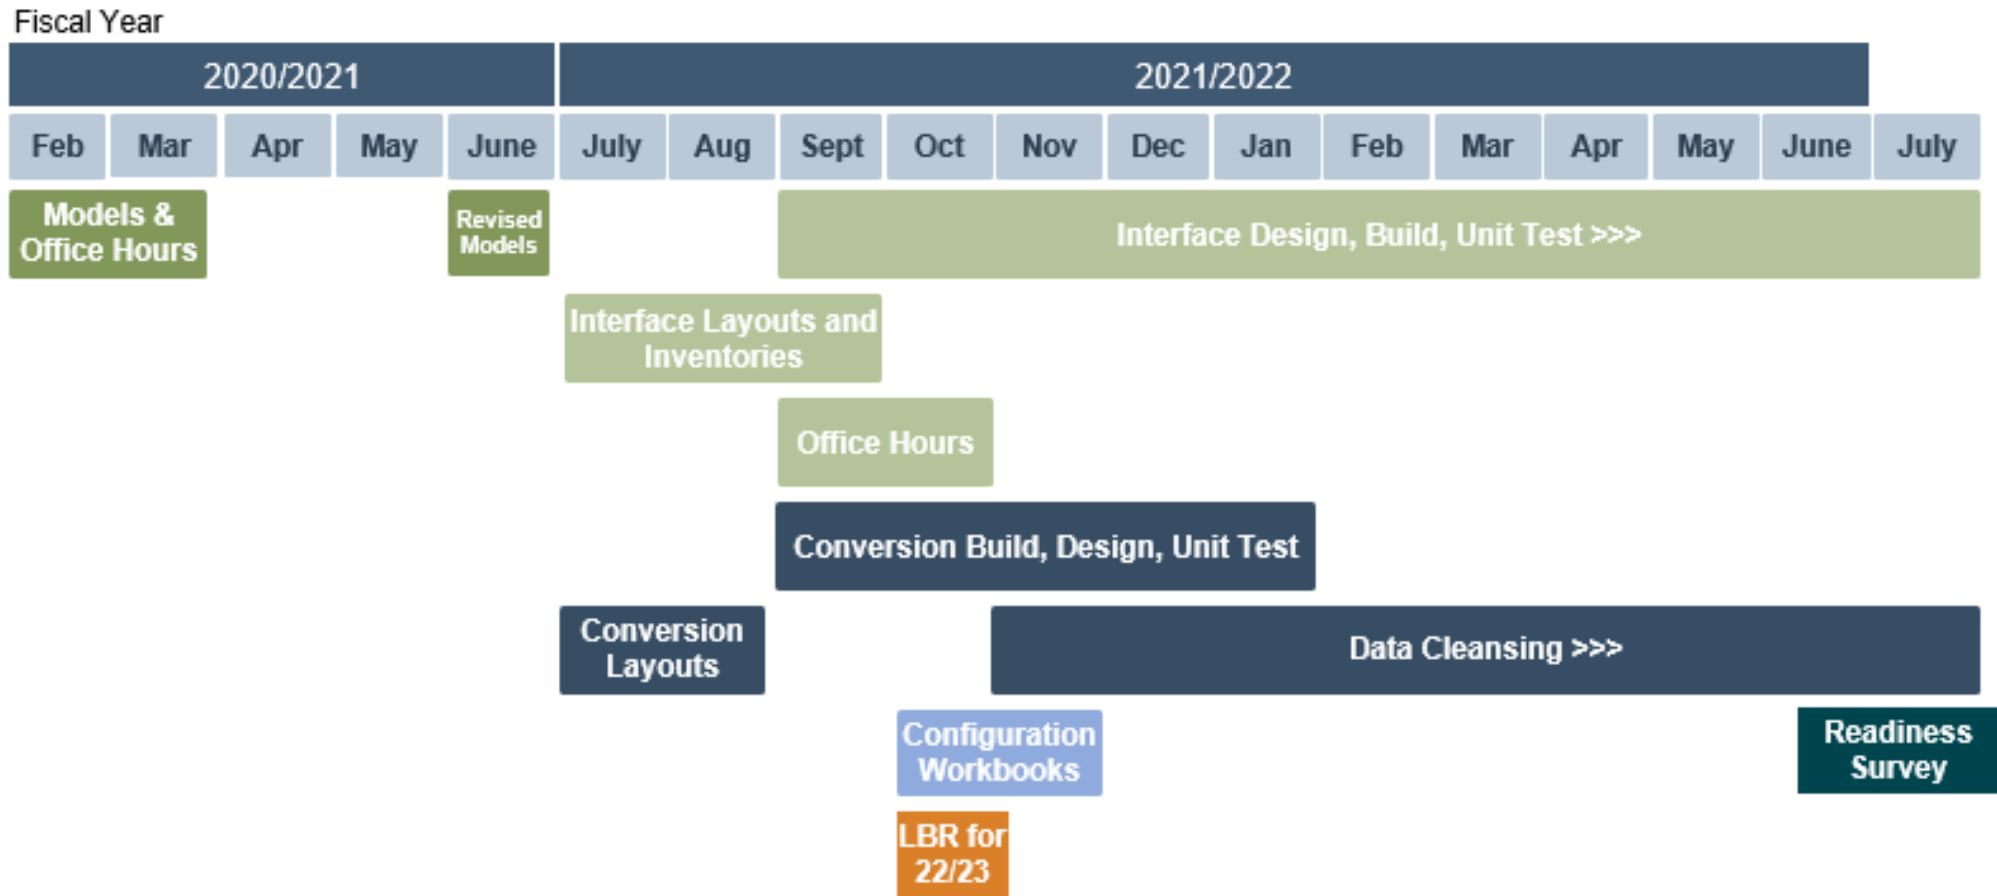 Fiscal Year
2020/2021 2021/2022
Feb Mar Apr May June July Aug Sept Oct Nov Dec Jan Feb Mar Apr May June July
Models &
Office Hours
Revised
Models
Interface Design, Build, Unit Test >>>
Interface Layouts and
Inventories
Office Hours
Conversion Build, Design, Unit Test
Conversion
Layouts
Data Cleansing >>>
Configuration
Workbooks
Readiness
Survey
LBR for
22/23